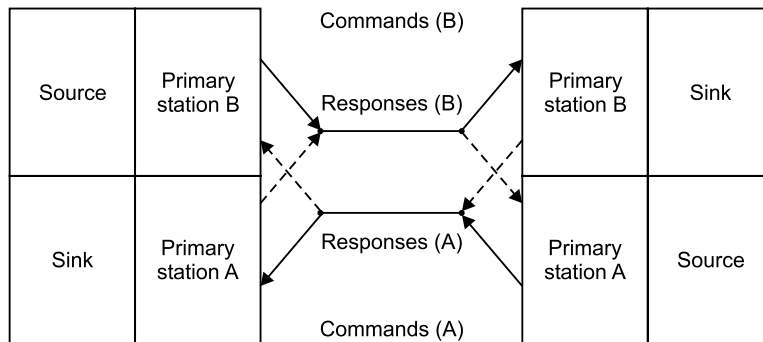 Commands (B)
Source
Primary
station B
Responses (B)
Primary
station B
Sink
Sink
Primary
station A
Responses (A)
Primary
station A
Source
Commands (A)